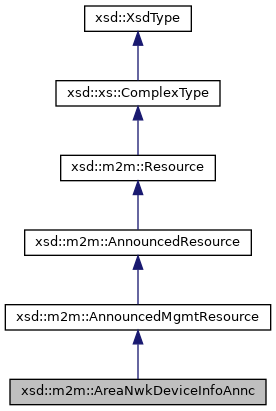 xsd::XsdType
xsd::xs::ComplexType
xsd::m2m::Resource
xsd::m2m::AnnouncedResource
xsd::m2m::AnnouncedMgmtResource
xsd::m2m::AreaNwkDeviceInfoAnnc